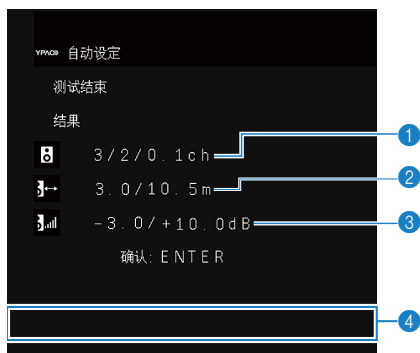 YPAO 自动设定
测试结束
结果
3/2/0.1ch
1
3.0/10.5m
2
-3.0/+10.0dB
3
确认: ENTER
4